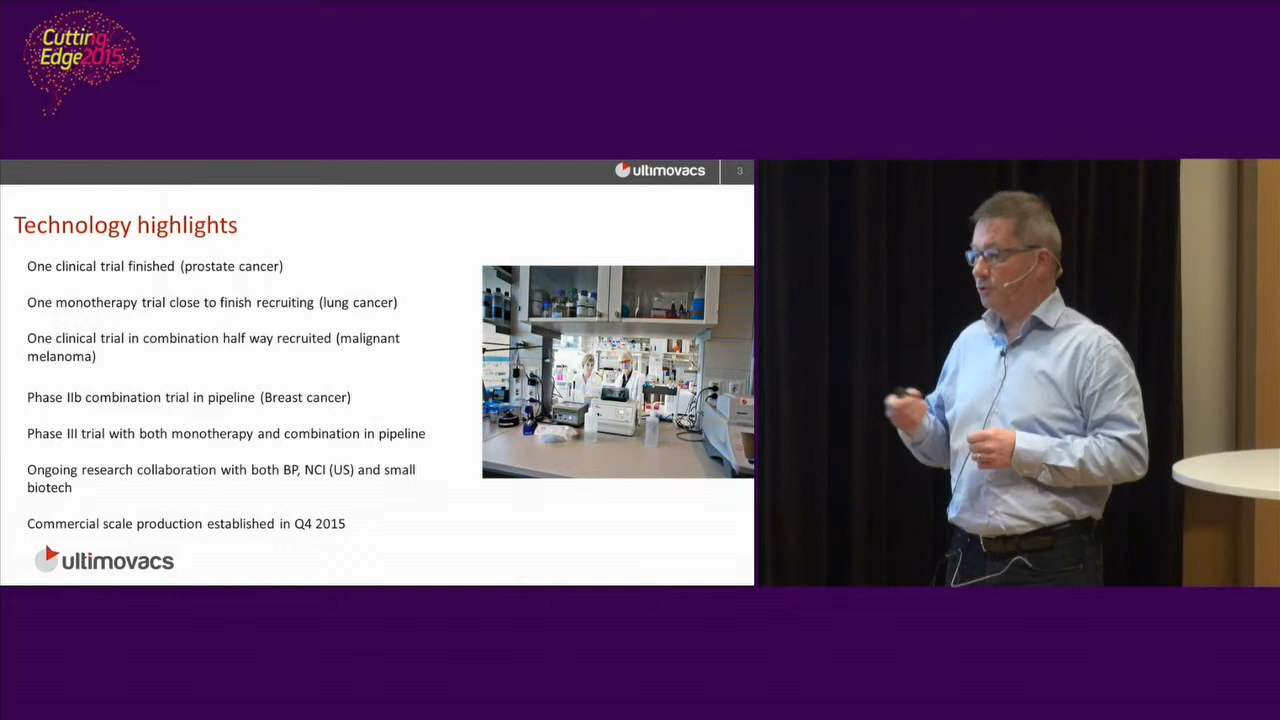 Cutting
Edge2015
ultimovacs
3
Technology highlights
One clinical trial finished (prostate cancer)
One monotherapy trial close to finish recruiting (lung cancer)
One clinical trial in combination half way recruited (malignant
melanoma)
Phase IIb combination trial in pipeline (Breast cancer)
Phase III trial with both monotherapy and combination in pipeline
Ongoing research collaboration with both BP, NCI (US) and small
biotech
Commercial scale production established in Q4 2015
ultimovacs